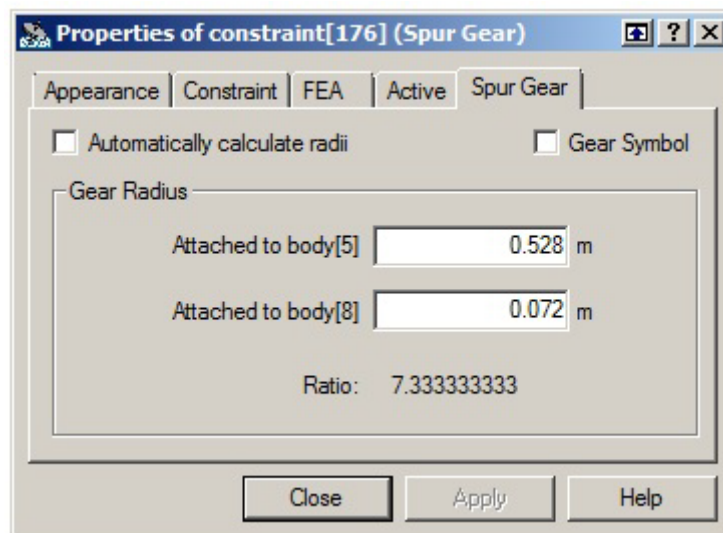 Properties of constraint[176] (Spur Gear)
Appearance Constraint FEA Active Spur Gear
Automatically calculate radii Gear Symbol
Gear Radius
Attached to body[5] 0.528 m
Attached to body[8] 0.072 m
Ratio: 7.333333333
Close Apply Help